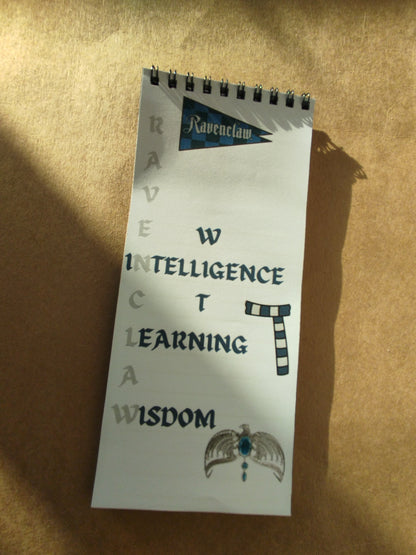 Ravenclaw
R
A
V
E W
INTELLIGENCE
C T
LEARNING
A
WISDOM